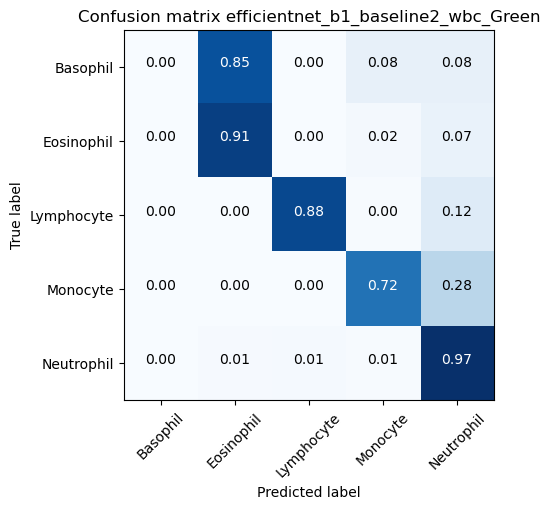 Confusion matrix efficientnet_b1_baseline2_wbc_Green
True label
Basophil 0.00 0.85 0.00 0.08 0.08
Eosinophil 0.00 0.91 0.00 0.02 0.07
Lymphocyte 0.00 0.00 0.88 0.00 0.12
Monocyte 0.00 0.00 0.00 0.72 0.28
Neutrophil 0.00 0.01 0.01 0.01 0.97
Basophil Eosinophil Lymphocyte Monocyte Neutrophil
Predicted label